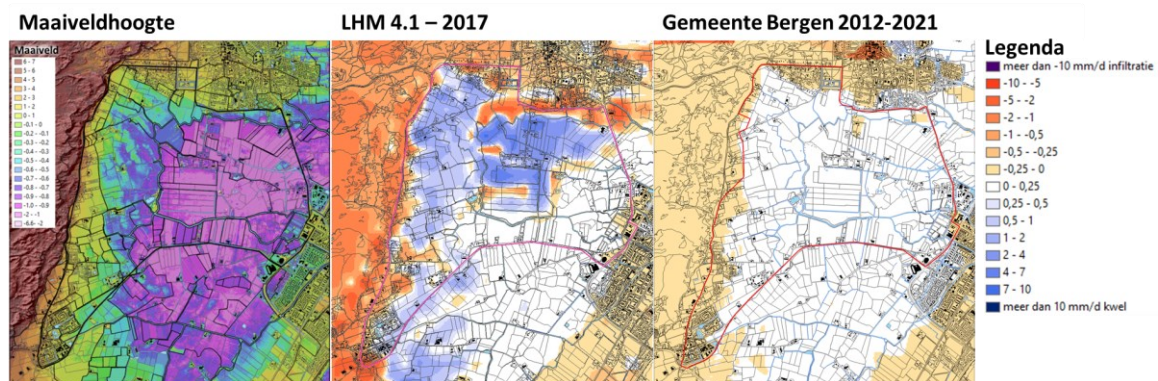 Maaiveldhoogte
LHM 4.1 – 2017
Gemeente Bergen 2012-2021
Maaiveld
6 - 7
5 - 6
4 - 5
3 - 4
2 - 3
1 - 2
0 - 1
-0.1 - 0
-0.2 - -0.1
-0.3 - -0.2
-0.4 - -0.3
-0.5 - -0.4
-0.6 - -0.5
-0.7 - -0.6
-0.8 - -0.7
-0.9 - -0.8
-1.0 - -0.9
-2 - -1
-6.6 - -2
Legenda
meer dan -10 mm/d infiltratie
-10 - -5
-5 - -2
-2 - -1
-1 - -0,5
-0,5 - -0,25
-0,25 - 0
0 - 0,25
0,25 - 0,5
0,5 - 1
1 - 2
2 - 4
4 - 7
7 - 10
meer dan 10 mm/d kwel